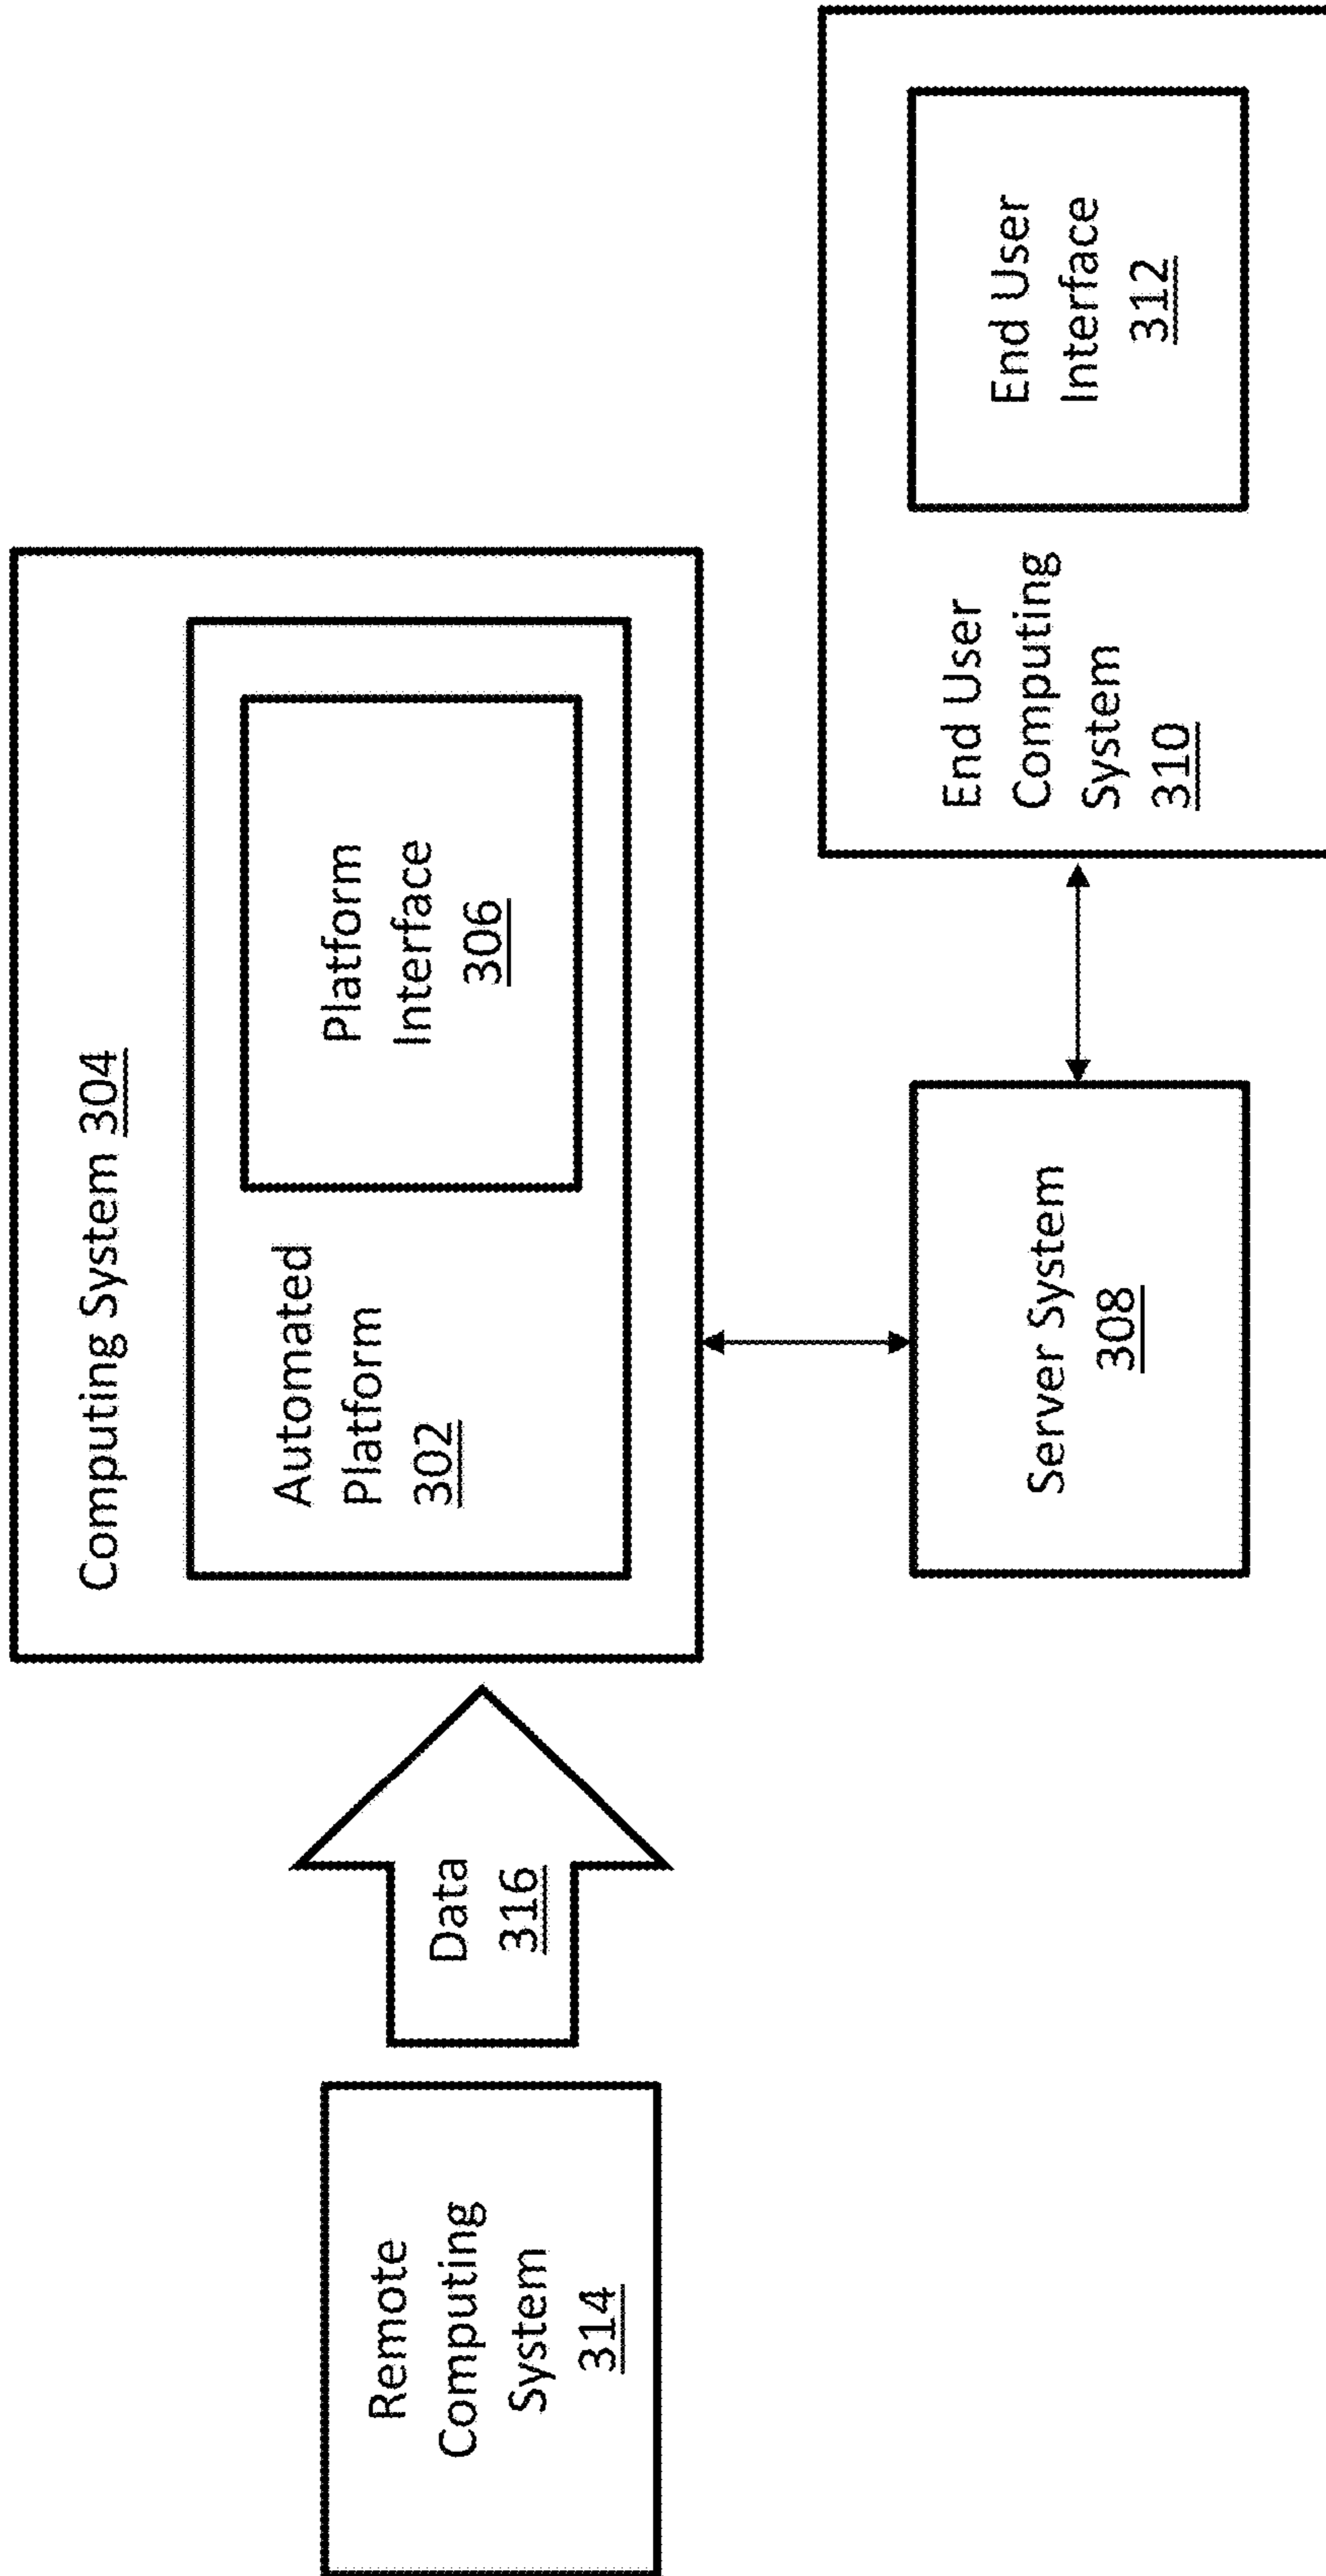 Computing System 304
Automated
Platform
302
Platform
Interface
306
Data
316
Remote
Computing
System
314
Server System
308
End User
Computing
System
310
End User
Interface
312